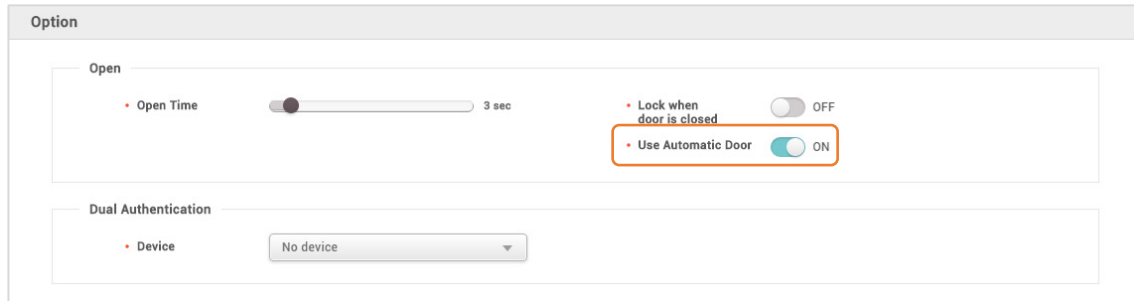 Option
Open
• Open Time
3 sec
• Lock when
door is closed
OFF
• Use Automatic Door
ON
Dual Authentication
• Device
No device